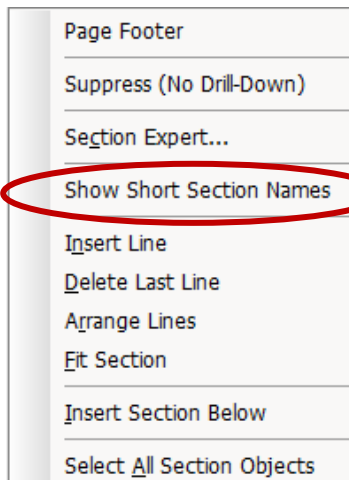 Page Footer
Suppress (No Drill-Down)
Section Expert...
Show Short Section Names
Insert Line
Delete Last Line
Arrange Lines
Fit Section
Insert Section Below
Select All Section Objects